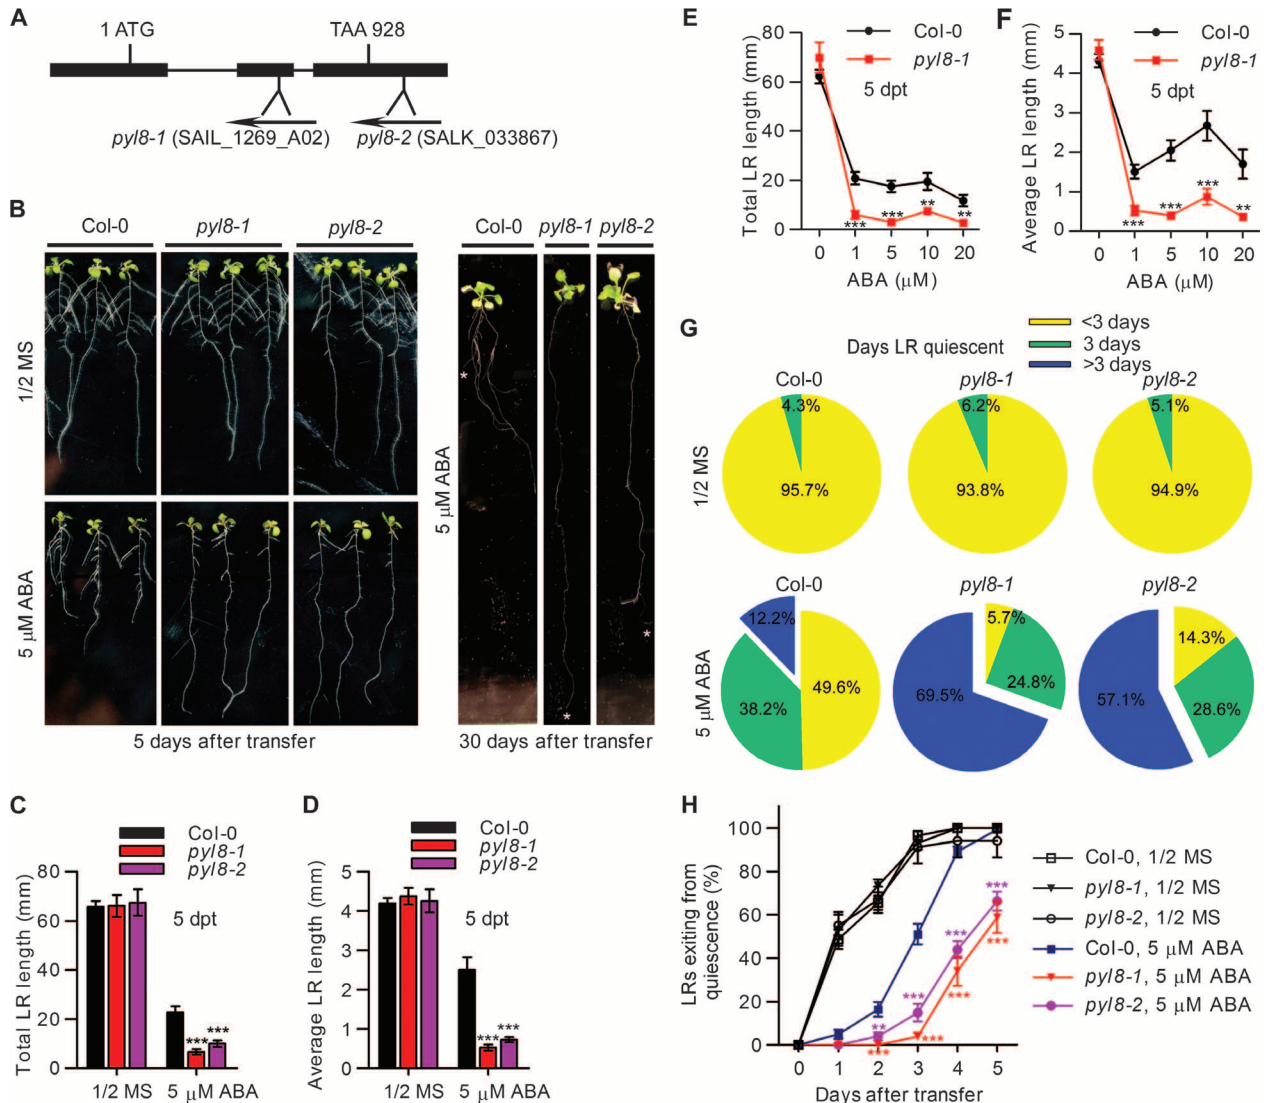 A
1 ATG
TAA 928
pyl8-1 (SAIL_1269_A02)
pyl8-2 (SALK_033867)
B
Col-0
pyl8-1
pyl8-2
Col-0
pyl8-1
pyl8-2
1/2 MS
5 μM ABA
5 μM ABA
*
*
*
5 days after transfer
30 days after transfer
C
Col-0
pyl8-1
pyl8-2
5 dpt
Total LR length (mm)
80
60
40
20
0
***
***
1/2 MS
5 μM ABA
D
Col-0
pyl8-1
pyl8-2
5 dpt
Average LR length (mm)
5
4
3
2
1
0
***
***
1/2 MS
5 μM ABA
E
Col-0
pyl8-1
5 dpt
Total LR length (mm)
80
60
40
20
0
***
***
**
**
0 1 5 10 20
ABA (μM)
F
Col-0
pyl8-1
5 dpt
Average LR length (mm)
5
4
3
2
1
0
***
***
***
**
0 1 5 10 20
ABA (μM)
G
Days LR quiescent
<3 days
3 days
>3 days
1/2 MS
Col-0
4.3%
95.7%
pyl8-1
6.2%
93.8%
pyl8-2
5.1%
94.9%
5 μM ABA
Col-0
12.2%
38.2%
49.6%
pyl8-1
5.7%
24.8%
69.5%
pyl8-2
14.3%
28.6%
57.1%
H
LRs exiting from
quiescence (%)
100
80
60
40
20
0
**
***
***
***
***
***
***
***
0 1 2 3 4 5
Days after transfer
Col-0, 1/2 MS
pyl8-1, 1/2 MS
pyl8-2, 1/2 MS
Col-0, 5 μM ABA
pyl8-1, 5 μM ABA
pyl8-2, 5 μM ABA